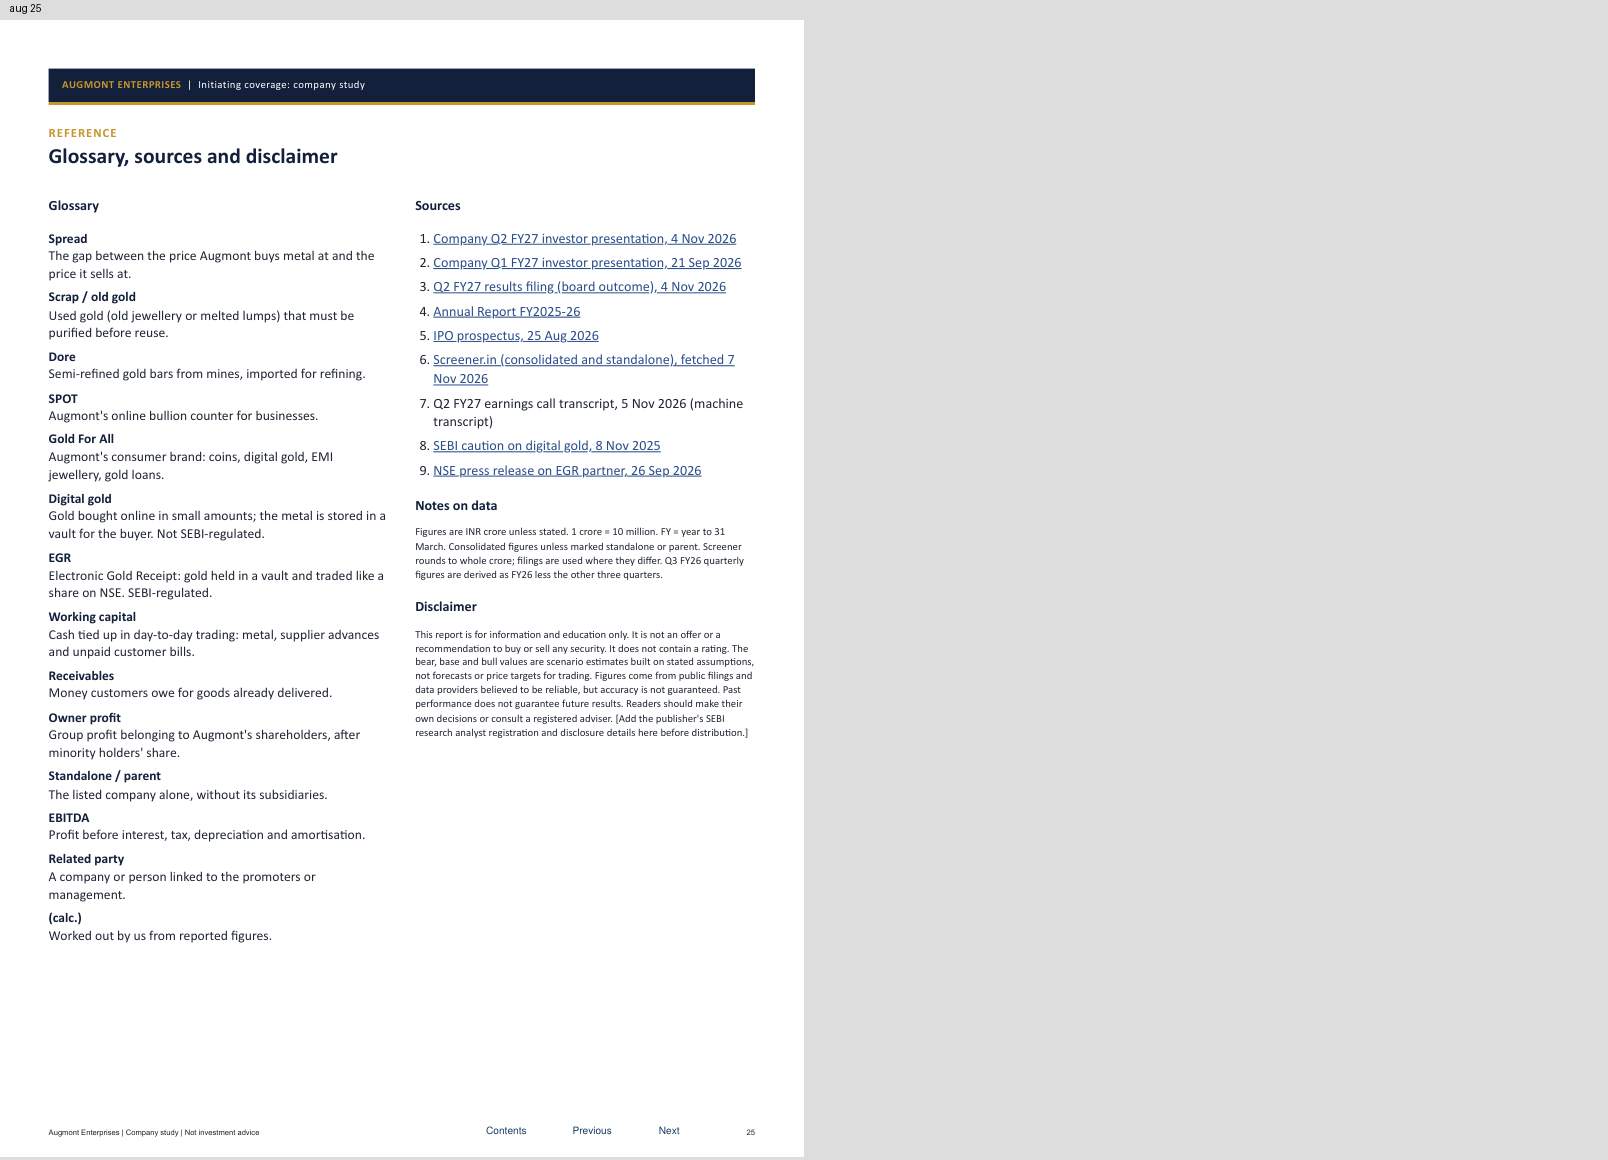 aug 25
AUGMONT ENTERPRISES | Initiating coverage: company study
REFERENCE
Glossary, sources and disclaimer
Glossary
Spread
The gap between the price Augmont buys metal at and the
price it sells at.
Scrap / old gold
Used gold (old jewellery or melted lumps) that must be
purified before reuse.
Dore
Semi-refined gold bars from mines, imported for refining.
SPOT
Augmont's online bullion counter for businesses.
Gold For All
Augmont's consumer brand: coins, digital gold, EMI
jewellery, gold loans.
Digital gold
Gold bought online in small amounts; the metal is stored in a
vault for the buyer. Not SEBI-regulated.
EGR
Electronic Gold Receipt: gold held in a vault and traded like a
share on NSE. SEBI-regulated.
Working capital
Cash tied up in day-to-day trading: metal, supplier advances
and unpaid customer bills.
Receivables
Money customers owe for goods already delivered.
Owner profit
Group profit belonging to Augmont's shareholders, after
minority holders' share.
Standalone / parent
The listed company alone, without its subsidiaries.
EBITDA
Profit before interest, tax, depreciation and amortisation.
Related party
A company or person linked to the promoters or
management.
(calc.)
Worked out by us from reported figures.
Sources
1. Company Q2 FY27 investor presentation, 4 Nov 2026
2. Company Q1 FY27 investor presentation, 21 Sep 2026
3. Q2 FY27 results filing (board outcome), 4 Nov 2026
4. Annual Report FY2025-26
5. IPO prospectus, 25 Aug 2026
6. Screener.in (consolidated and standalone), fetched 7
Nov 2026
7. Q2 FY27 earnings call transcript, 5 Nov 2026 (machine
transcript)
8. SEBI caution on digital gold, 8 Nov 2025
9. NSE press release on EGR partner, 26 Sep 2026
Notes on data
Figures are INR crore unless stated. 1 crore = 10 million. FY = year to 31
March. Consolidated figures unless marked standalone or parent. Screener
rounds to whole crore; filings are used where they differ. Q3 FY26 quarterly
figures are derived as FY26 less the other three quarters.
Disclaimer
This report is for information and education only. It is not an offer or a
recommendation to buy or sell any security. It does not contain a rating. The
bear, base and bull values are scenario estimates built on stated assumptions,
not forecasts or price targets for trading. Figures come from public filings and
data providers believed to be reliable, but accuracy is not guaranteed. Past
performance does not guarantee future results. Readers should make their
own decisions or consult a registered adviser. [Add the publisher's SEBI
research analyst registration and disclosure details here before distribution.]
Augmont Enterprises | Company study | Not investment advice
Contents Previous Next 25